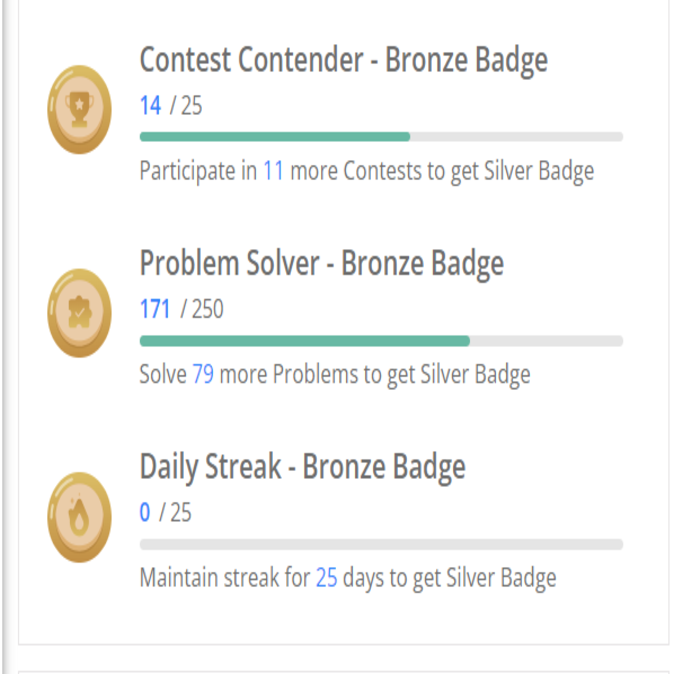 Contest Contender - Bronze Badge
14 / 25
Participate in 11 more Contests to get Silver Badge
Problem Solver - Bronze Badge
171 / 250
Solve 79 more Problems to get Silver Badge
Daily Streak - Bronze Badge
0 / 25
Maintain streak for 25 days to get Silver Badge